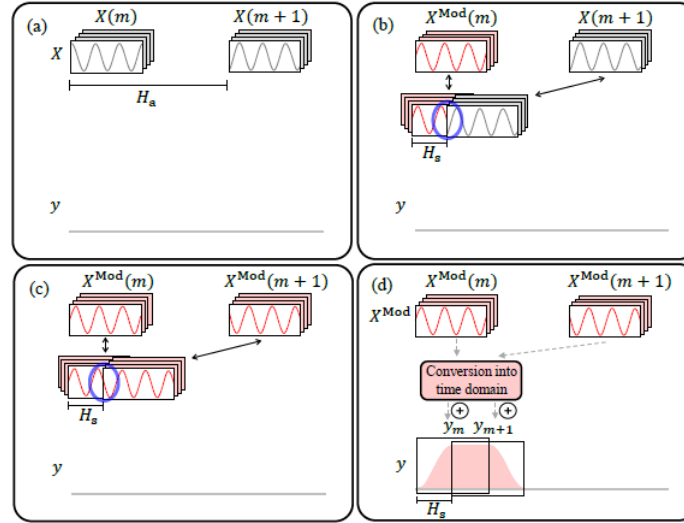 (a)
X(m)
X(m + 1)
X
H_a
y
(b)
X^Mod(m)
X(m + 1)
H_s
y
(c)
X^Mod(m)
X^Mod(m + 1)
H_s
y
(d)
X^Mod(m)
X^Mod(m + 1)
X^Mod
Conversion into
time domain
+ +
y_m y_{m+1}
y
H_s